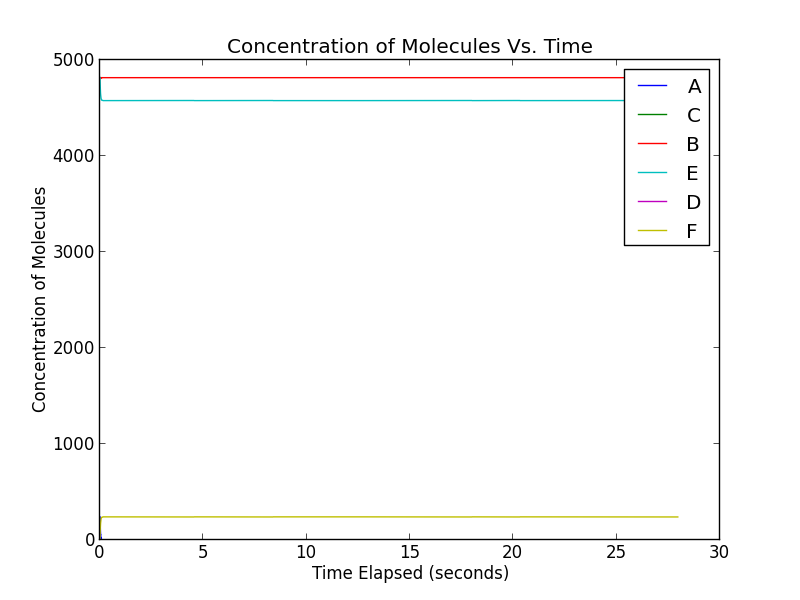 Concentration of Molecules Vs. Time
5000
4000
3000
2000
1000
0
Concentration of Molecules
A
C
B
E
D
F
0 5 10 15 20 25 30
Time Elapsed (seconds)